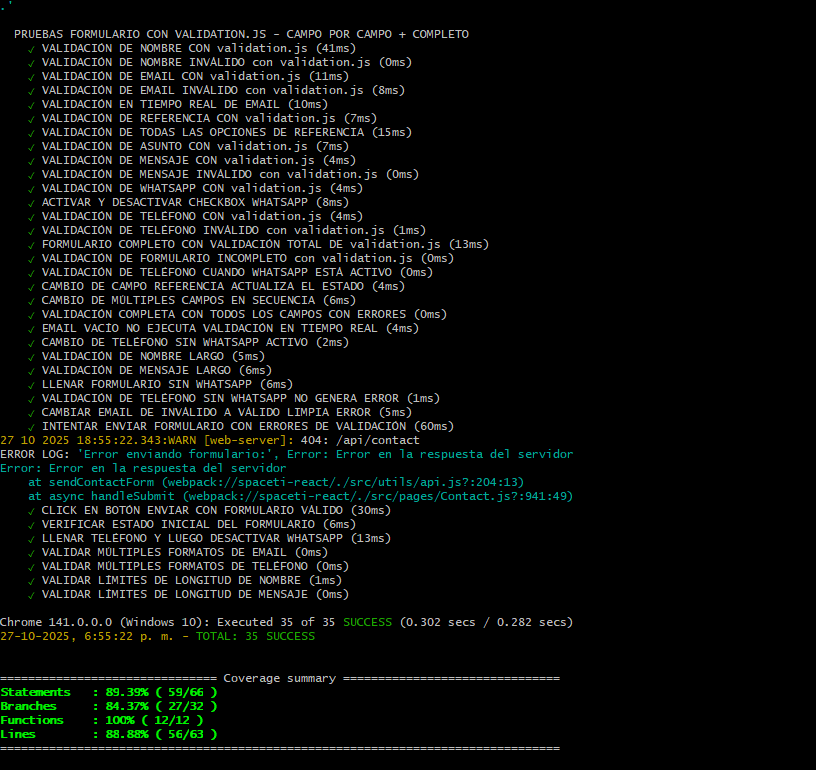 .'
PRUEBAS FORMULARIO CON VALIDATION.JS - CAMPO POR CAMPO + COMPLETO
✓ VALIDACIÓN DE NOMBRE CON validation.js (41ms)
✓ VALIDACIÓN DE NOMBRE INVÁLIDO con validation.js (0ms)
✓ VALIDACIÓN DE EMAIL CON validation.js (11ms)
✓ VALIDACIÓN DE EMAIL INVÁLIDO con validation.js (8ms)
✓ VALIDACIÓN EN TIEMPO REAL DE EMAIL (10ms)
✓ VALIDACIÓN DE REFERENCIA CON validation.js (7ms)
✓ VALIDACIÓN DE TODAS LAS OPCIONES DE REFERENCIA (15ms)
✓ VALIDACIÓN DE ASUNTO CON validation.js (7ms)
✓ VALIDACIÓN DE MENSAJE CON validation.js (4ms)
✓ VALIDACIÓN DE MENSAJE INVÁLIDO con validation.js (0ms)
✓ VALIDACIÓN DE WHATSAPP CON validation.js (4ms)
✓ ACTIVAR Y DESACTIVAR CHECKBOX WHATSAPP (8ms)
✓ VALIDACIÓN DE TELÉFONO CON validation.js (4ms)
✓ VALIDACIÓN DE TELÉFONO INVÁLIDO con validation.js (1ms)
✓ FORMULARIO COMPLETO CON VALIDACIÓN TOTAL DE validation.js (13ms)
✓ VALIDACIÓN DE FORMULARIO INCOMPLETO con validation.js (0ms)
✓ VALIDACIÓN DE TELÉFONO CUANDO WHATSAPP ESTÁ ACTIVO (0ms)
✓ CAMBIO DE CAMPO REFERENCIA ACTUALIZA EL ESTADO (4ms)
✓ CAMBIO DE MÚLTIPLES CAMPOS EN SECUENCIA (6ms)
✓ VALIDACIÓN COMPLETA CON TODOS LOS CAMPOS CON ERRORES (0ms)
✓ EMAIL VACÍO NO EJECUTA VALIDACIÓN EN TIEMPO REAL (4ms)
✓ CAMBIO DE TELÉFONO SIN WHATSAPP ACTIVO (2ms)
✓ VALIDACIÓN DE NOMBRE LARGO (5ms)
✓ VALIDACIÓN DE MENSAJE LARGO (6ms)
✓ LLENAR FORMULARIO SIN WHATSAPP (6ms)
✓ VALIDACIÓN DE TELÉFONO SIN WHATSAPP NO GENERA ERROR (1ms)
✓ CAMBIAR EMAIL DE INVÁLIDO A VÁLIDO LIMPIA ERROR (5ms)
✓ INTENTAR ENVIAR FORMULARIO CON ERRORES DE VALIDACIÓN (60ms)
27 10 2025 18:55:22.343:WARN [web-server]: 404: /api/contact
ERROR LOG: 'Error enviando formulario:', Error: Error en la respuesta del servidor
Error: Error en la respuesta del servidor
at sendContactForm (webpack://spaceti-react/./src/utils/api.js?:204:13)
at async handleSubmit (webpack://spaceti-react/./src/pages/Contact.js?:941:49)
✓ CLICK EN BOTÓN ENVIAR CON FORMULARIO VÁLIDO (30ms)
✓ VERIFICAR ESTADO INICIAL DEL FORMULARIO (6ms)
✓ LLENAR TELÉFONO Y LUEGO DESACTIVAR WHATSAPP (13ms)
✓ VALIDAR MÚLTIPLES FORMATOS DE EMAIL (0ms)
✓ VALIDAR MÚLTIPLES FORMATOS DE TELÉFONO (0ms)
✓ VALIDAR LÍMITES DE LONGITUD DE NOMBRE (1ms)
✓ VALIDAR LÍMITES DE LONGITUD DE MENSAJE (0ms)
Chrome 141.0.0.0 (Windows 10): Executed 35 of 35 SUCCESS (0.302 secs / 0.282 secs)
27-10-2025, 6:55:22 p. m. - TOTAL: 35 SUCCESS
=============================== Coverage summary ===============================
Statements   : 89.39% ( 59/66 )
Branches     : 84.37% ( 27/32 )
Functions    : 100% ( 12/12 )
Lines        : 88.88% ( 56/63 )
================================================================================